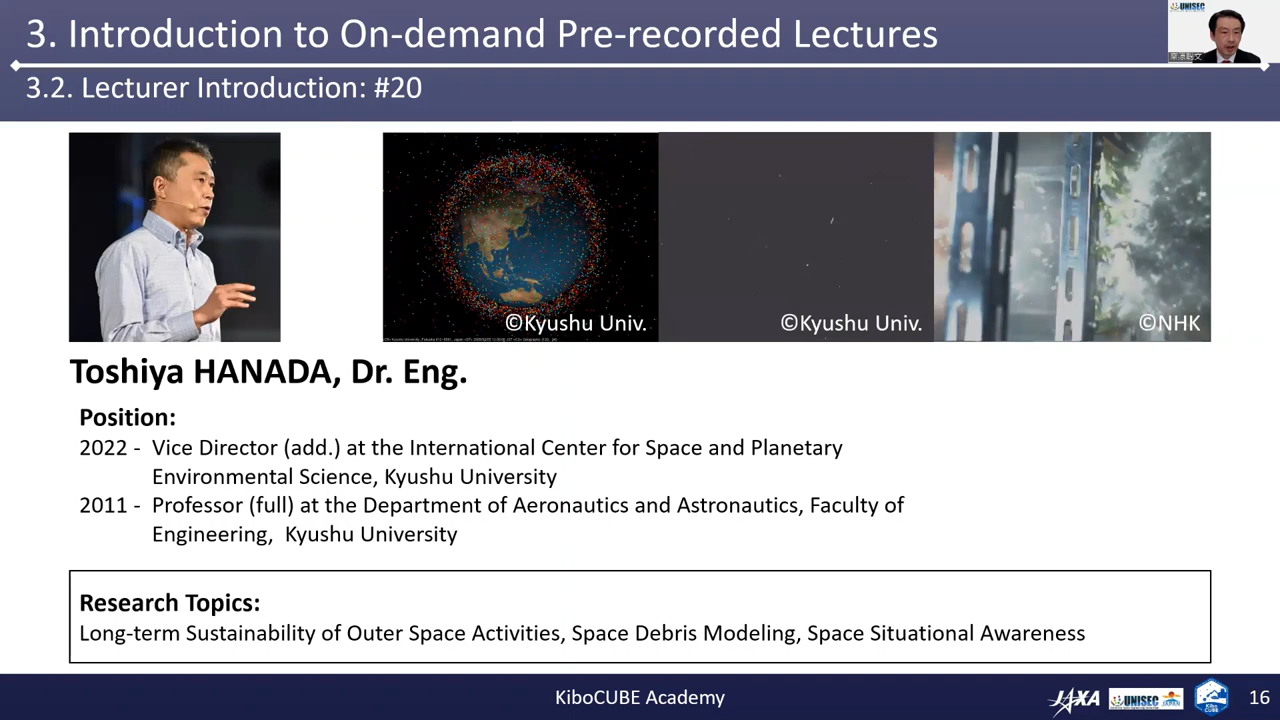 3. Introduction to On-demand Pre-recorded Lectures
UNISEC
3.2. Lecturer Introduction: #20
©Kyushu Univ.
©Kyushu Univ.
©NHK
Toshiya HANADA, Dr. Eng.
Position:
2022 - Vice Director (add.) at the International Center for Space and Planetary
Environmental Science, Kyushu University
2011 - Professor (full) at the Department of Aeronautics and Astronautics, Faculty of
Engineering, Kyushu University
Research Topics:
Long-term Sustainability of Outer Space Activities, Space Debris Modeling, Space Situational Awareness
KiboCUBE Academy
JAXA
UNISEC
JAPAN
Kibo
CUBE
16